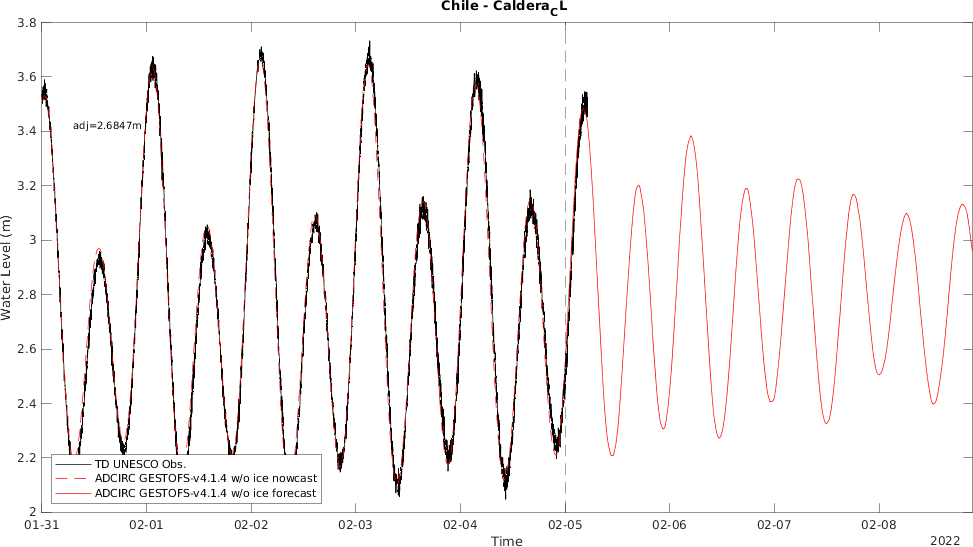 Chile - Caldera_CL
3.8
3.6
3.4
3.2
3
2.8
2.6
2.4
2.2
2
Water Level (m)
adj=2.6847m
TD UNESCO Obs.
ADCIRC GESTOFS-v4.1.4 w/o ice nowcast
ADCIRC GESTOFS-v4.1.4 w/o ice forecast
01-31 02-01 02-02 02-03 02-04 02-05 02-06 02-07 02-08
Time
2022